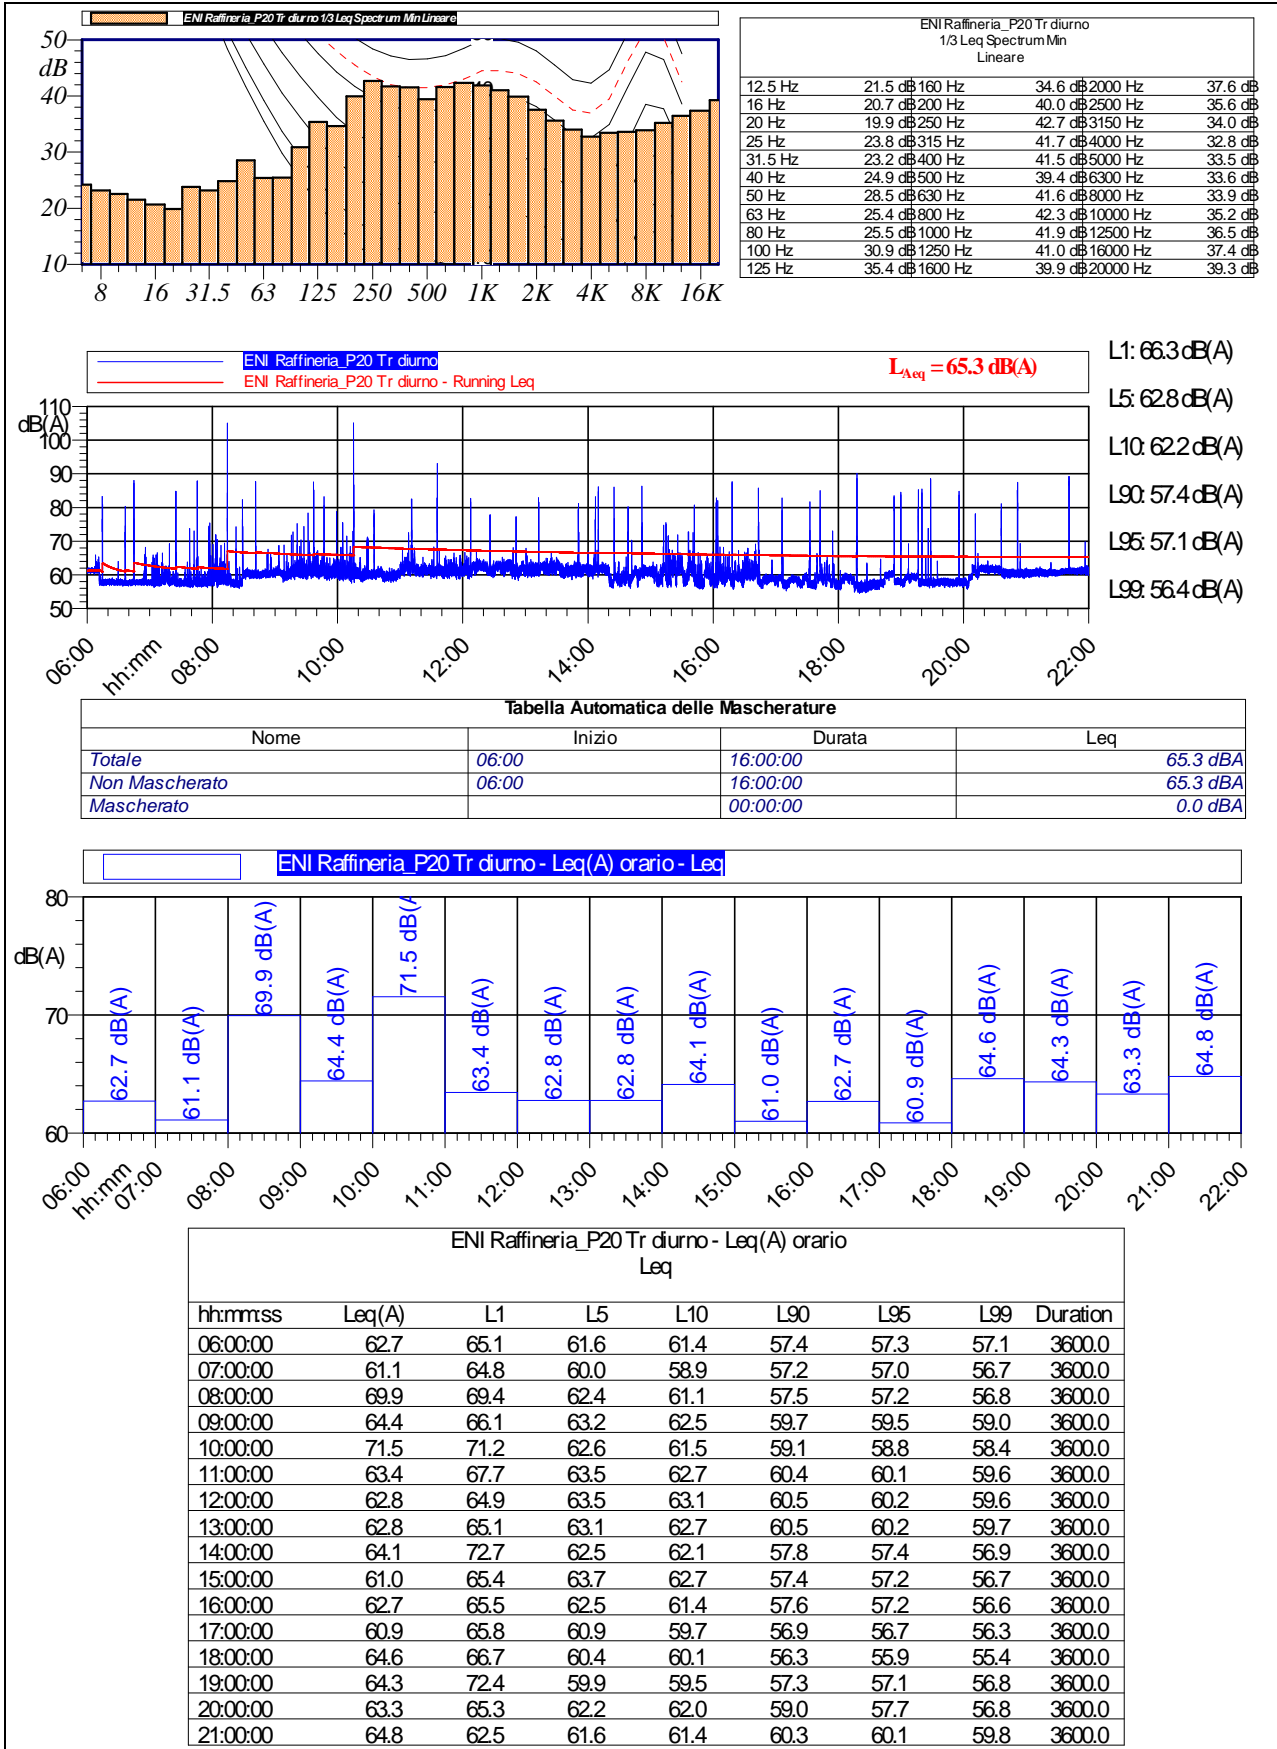 ENI Raffineria_P20 Tr diurno 1/3 Leq Spectrum Min Lineare
50
dB
40
30
20
10
8 16 31.5 63 125 250 500 1K 2K 4K 8K 16K
ENI Raffineria_P20 Tr diurno
1/3 Leq Spectrum Min
Lineare
12.5 Hz 21.5 dB 160 Hz 34.6 dB 2000 Hz 37.6 dB
16 Hz 20.7 dB 200 Hz 40.0 dB 2500 Hz 35.6 dB
20 Hz 19.9 dB 250 Hz 42.7 dB 3150 Hz 34.0 dB
25 Hz 23.8 dB 315 Hz 41.7 dB 4000 Hz 32.8 dB
31.5 Hz 23.2 dB 400 Hz 41.5 dB 5000 Hz 33.5 dB
40 Hz 24.9 dB 500 Hz 39.4 dB 6300 Hz 33.6 dB
50 Hz 28.5 dB 630 Hz 41.6 dB 8000 Hz 33.9 dB
63 Hz 25.4 dB 800 Hz 42.3 dB 10000 Hz 35.2 dB
80 Hz 25.5 dB 1000 Hz 41.9 dB 12500 Hz 36.5 dB
100 Hz 30.9 dB 1250 Hz 41.0 dB 16000 Hz 37.4 dB
125 Hz 35.4 dB 1600 Hz 39.9 dB 20000 Hz 39.3 dB
ENI Raffineria_P20 Tr diurno
ENI Raffineria_P20 Tr diurno - Running Leq
LAeq = 65.3 dB(A)
L1: 66.3 dB(A)
L5: 62.8 dB(A)
L10: 62.2 dB(A)
L90: 57.4 dB(A)
L95: 57.1 dB(A)
L99: 56.4 dB(A)
110
dB(A)
100
90
80
70
60
50
06:00 hh:mm 08:00 10:00 12:00 14:00 16:00 18:00 20:00 22:00
Tabella Automatica delle Mascherature
Nome Inizio Durata Leq
Totale 06:00 16:00:00 65.3 dBA
Non Mascherato 06:00 16:00:00 65.3 dBA
Mascherato 00:00:00 0.0 dBA
ENI Raffineria_P20 Tr diurno - Leq(A) orario - Leq
80
dB(A)
70
60
62.7 dB(A) 61.1 dB(A) 69.9 dB(A) 64.4 dB(A) 71.5 dB(A 63.4 dB(A) 62.8 dB(A) 62.8 dB(A) 64.1 dB(A) 61.0 dB(A) 62.7 dB(A) 60.9 dB(A) 64.6 dB(A) 64.3 dB(A) 63.3 dB(A) 64.8 dB(A)
06:00 hh:mm 07:00 08:00 09:00 10:00 11:00 12:00 13:00 14:00 15:00 16:00 17:00 18:00 19:00 20:00 21:00 22:00
ENI Raffineria_P20 Tr diurno - Leq(A) orario
Leq
hh:mm:ss Leq(A) L1 L5 L10 L90 L95 L99 Duration
06:00:00 62.7 65.1 61.6 61.4 57.4 57.3 57.1 3600.0
07:00:00 61.1 64.8 60.0 58.9 57.2 57.0 56.7 3600.0
08:00:00 69.9 69.4 62.4 61.1 57.5 57.2 56.8 3600.0
09:00:00 64.4 66.1 63.2 62.5 59.7 59.5 59.0 3600.0
10:00:00 71.5 71.2 62.6 61.5 59.1 58.8 58.4 3600.0
11:00:00 63.4 67.7 63.5 62.7 60.4 60.1 59.6 3600.0
12:00:00 62.8 64.9 63.5 63.1 60.5 60.2 59.6 3600.0
13:00:00 62.8 65.1 63.1 62.7 60.5 60.2 59.7 3600.0
14:00:00 64.1 72.7 62.5 62.1 57.8 57.4 56.9 3600.0
15:00:00 61.0 65.4 63.7 62.7 57.4 57.2 56.7 3600.0
16:00:00 62.7 65.5 62.5 61.4 57.6 57.2 56.6 3600.0
17:00:00 60.9 65.8 60.9 59.7 56.9 56.7 56.3 3600.0
18:00:00 64.6 66.7 60.4 60.1 56.3 55.9 55.4 3600.0
19:00:00 64.3 72.4 59.9 59.5 57.3 57.1 56.8 3600.0
20:00:00 63.3 65.3 62.2 62.0 59.0 57.7 56.8 3600.0
21:00:00 64.8 62.5 61.6 61.4 60.3 60.1 59.8 3600.0